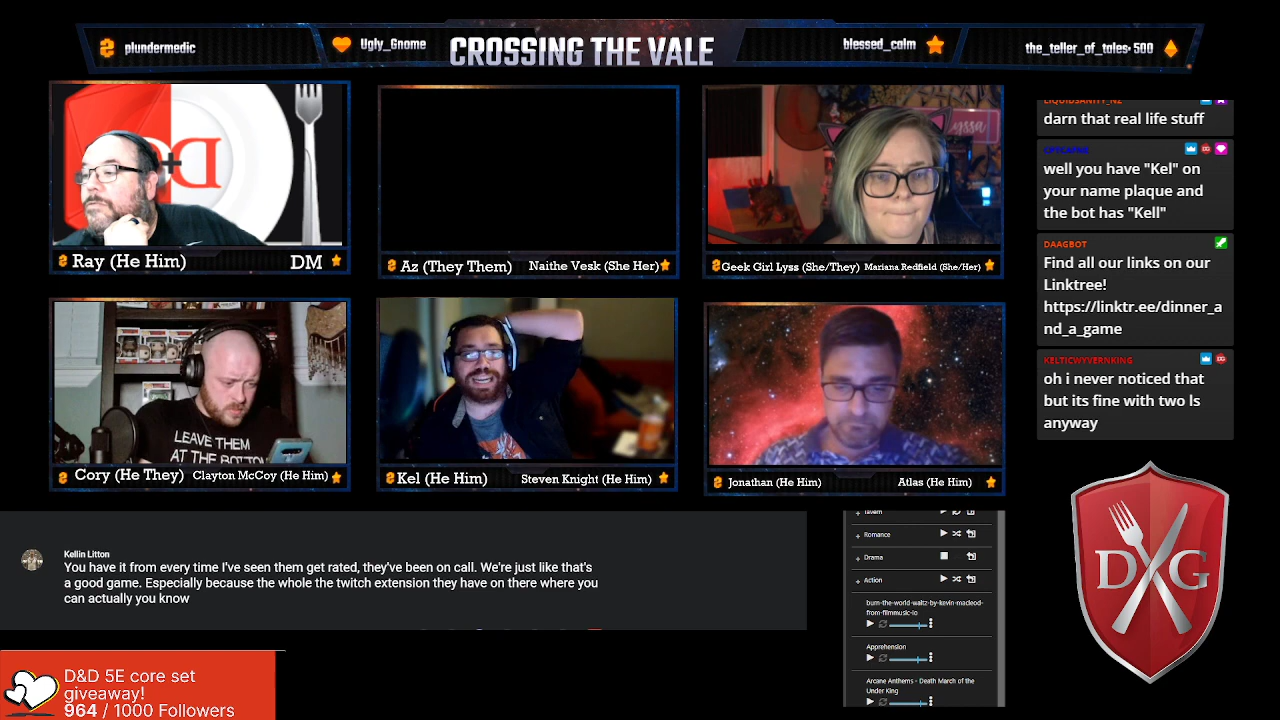 plundermedic
Ugly_Gnome
CROSSING THE VALE
blessed_calm
the_teller_of_tales• 500
Ray (He Him)
DM
Az (They Them)
Naithe Vesk (She Her)
Geek Girl Lyss (She/They)
Mariana Redfield (She/Her)
LEAVE THEM
AT THE BOTTOM
Cory (He They)
Clayton McCoy (He Him)
Kel (He Him)
Steven Knight (He Him)
Jonathan (He Him)
Atlas (He Him)
LIQUIDSANITY_NZ
darn that real life stuff
well you have "Kel" on
your name plaque and
the bot has "Kell"
DAAGBOT
Find all our links on our
Linktree!
https://linktr.ee/dinner_a
nd_a_game
KELTICWYVERNKING
oh i never noticed that
but its fine with two ls
anyway
Kellin Litton
You have it from every time I've seen them get rated, they've been on call. We're just like that's
a good game. Especially because the whole the twitch extension they have on there where you
can actually you know
Tavern
Romance
Drama
Action
burn-the-world-waltz-by-kevin-macleod-
from-filmmusic-io
Apprehension
Arcane Anthems - Death March of the
Under King
DXG
D&D 5E core set
giveaway!
964 / 1000 Followers